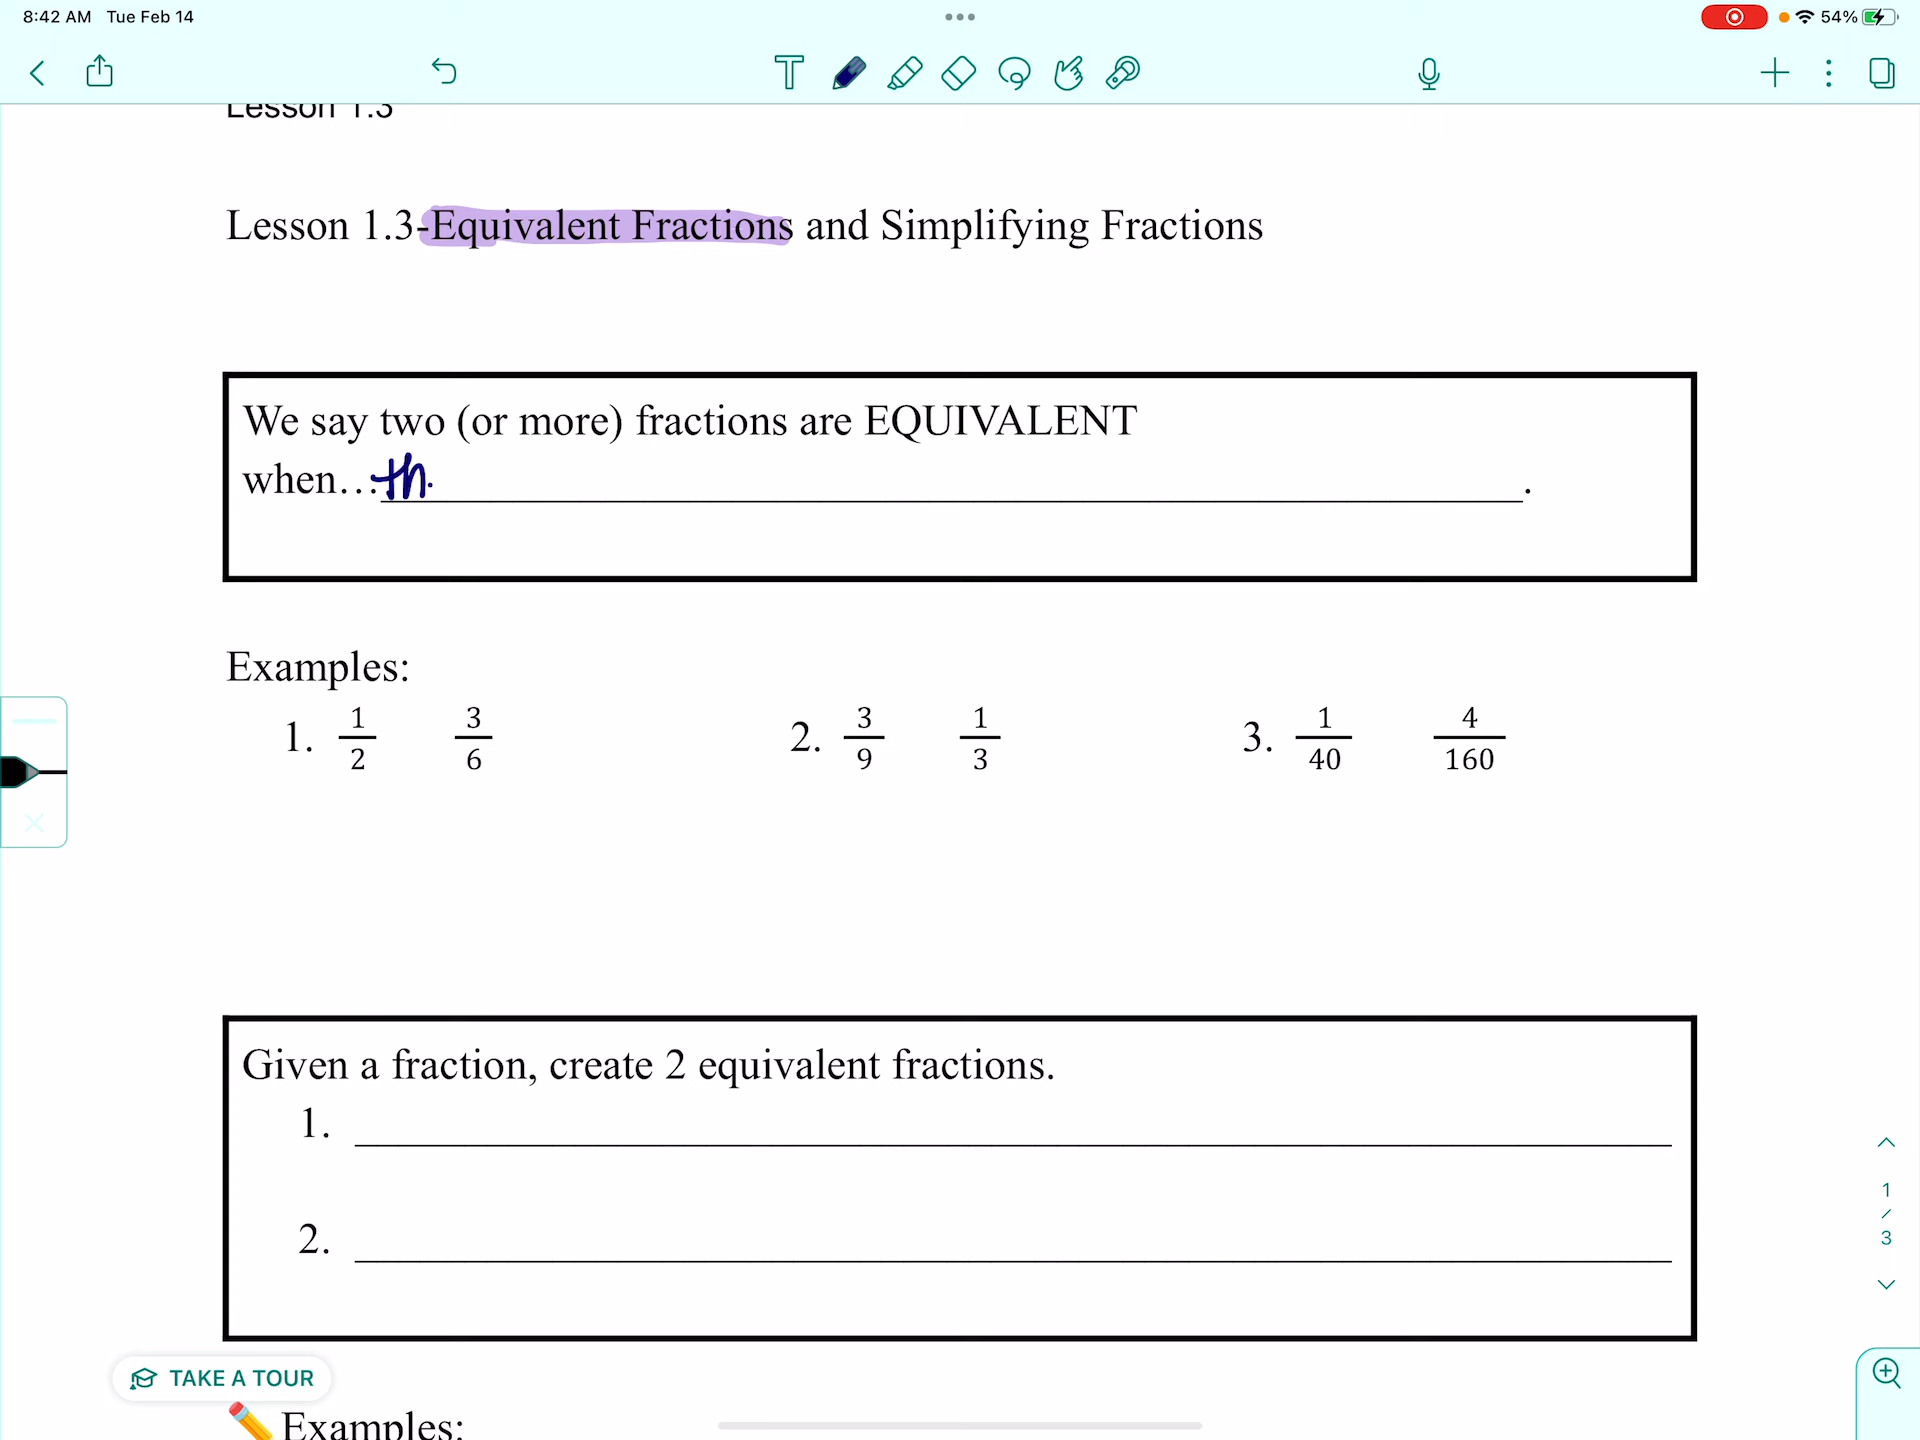 8:42 AM Tue Feb 14
54%
Lesson 1.3
Lesson 1.3-Equivalent Fractions and Simplifying Fractions
We say two (or more) fractions are EQUIVALENT
when…th ______________________________.
Examples:
1. 1/2 3/6 2. 3/9 1/3 3. 1/40 4/160
Given a fraction, create 2 equivalent fractions.
1. ______________________________
2. ______________________________
1
/
3
TAKE A TOUR
Examples: